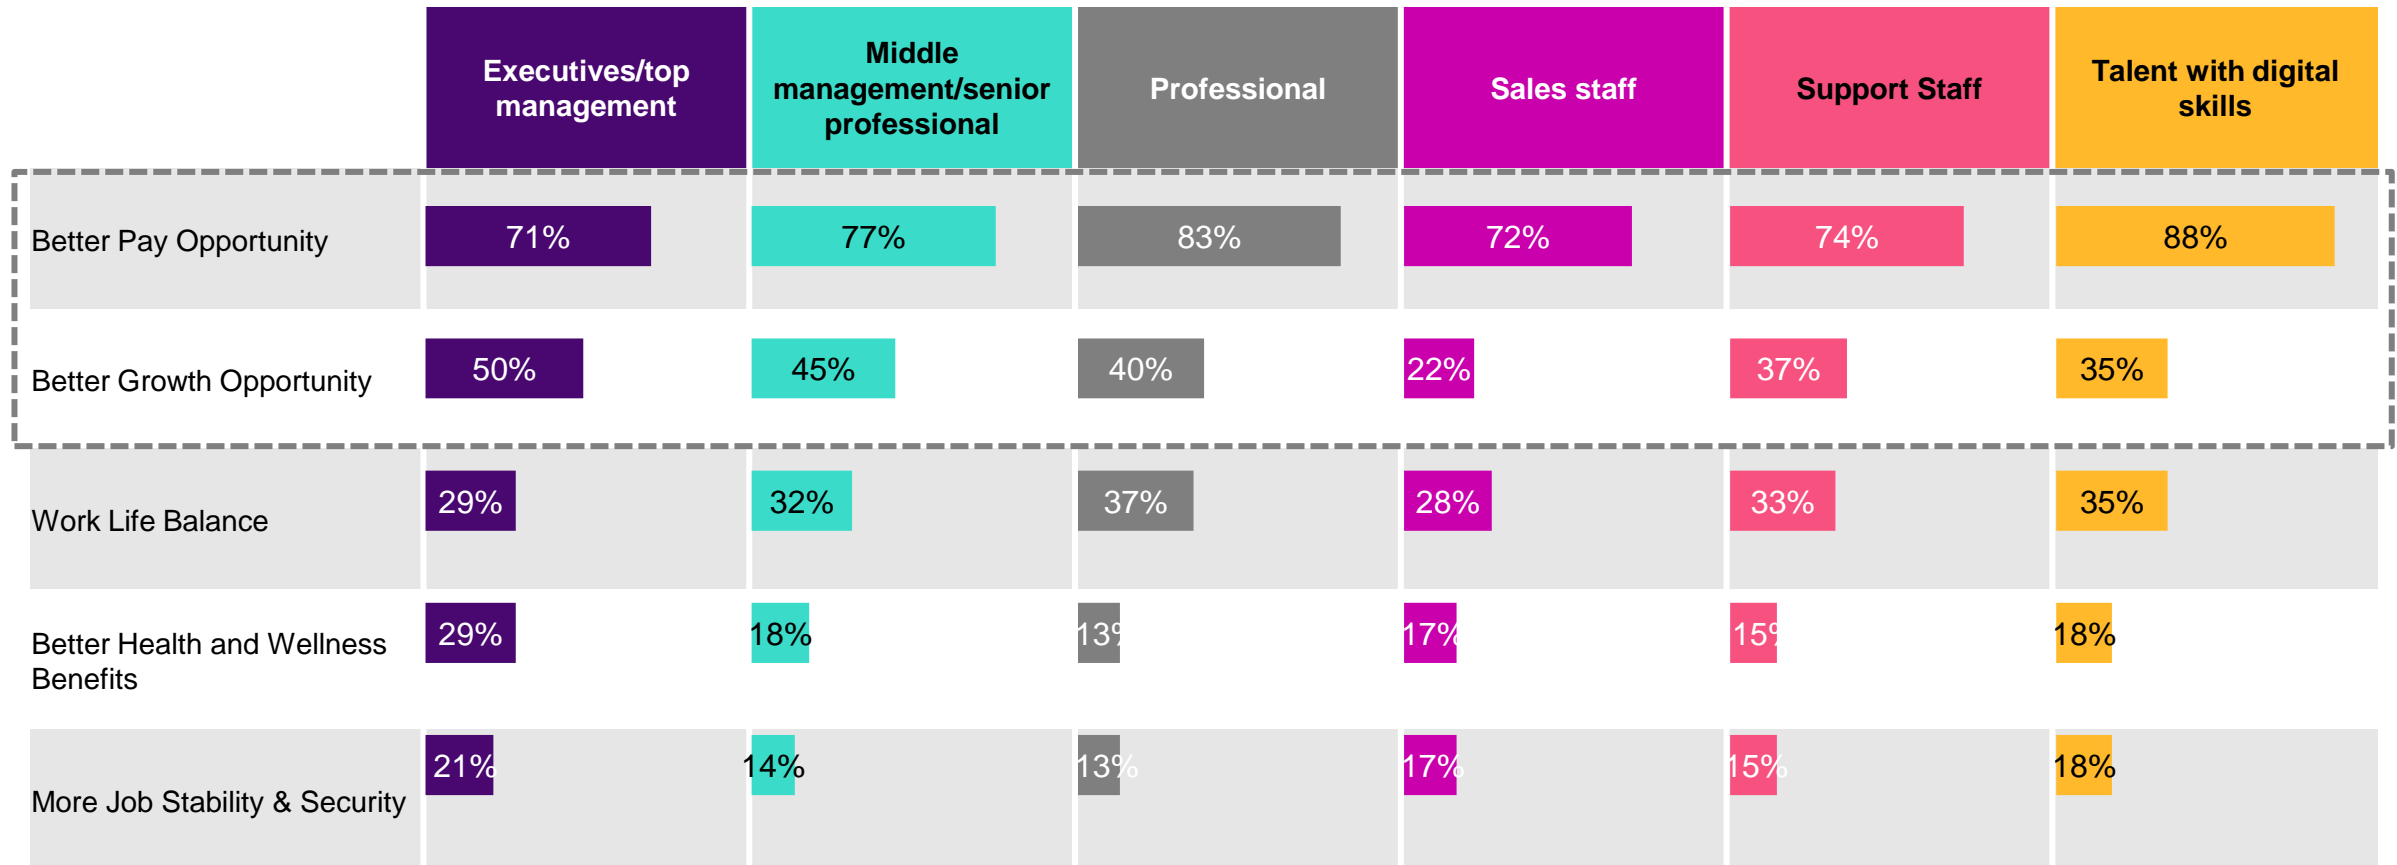 Executives/top
management
Middle
management/senior
professional
Professional
Sales staff
Support Staff
Talent with digital
skills
Better Pay Opportunity
71%
77%
83%
72%
74%
88%
Better Growth Opportunity
50%
45%
40%
22%
37%
35%
Work Life Balance
29%
32%
37%
28%
33%
35%
Better Health and Wellness
Benefits
29%
18%
13%
17%
15%
18%
More Job Stability & Security
21%
14%
13%
17%
15%
18%